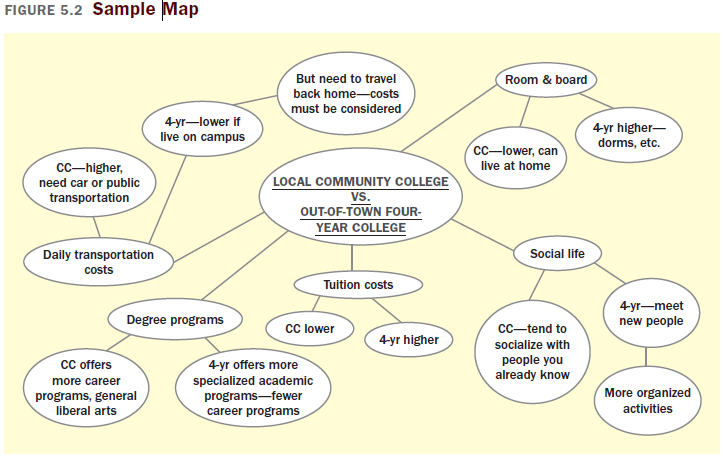 FIGURE 5.2 Sample Map
But need to travel
back home—costs
must be considered
Room & board
4-yr—lower if
live on campus
4-yr higher—
dorms, etc.
CC—lower, can
live at home
CC—higher,
need car or public
transportation
LOCAL COMMUNITY COLLEGE
VS.
OUT-OF-TOWN FOUR-
YEAR COLLEGE
Daily transportation
costs
Social life
Tuition costs
Degree programs
CC lower
4-yr higher
4-yr—meet
new people
CC—tend to
socialize with
people you
already know
CC offers
more career
programs, general
liberal arts
4-yr offers more
specialized academic
programs—fewer
career programs
More organized
activities